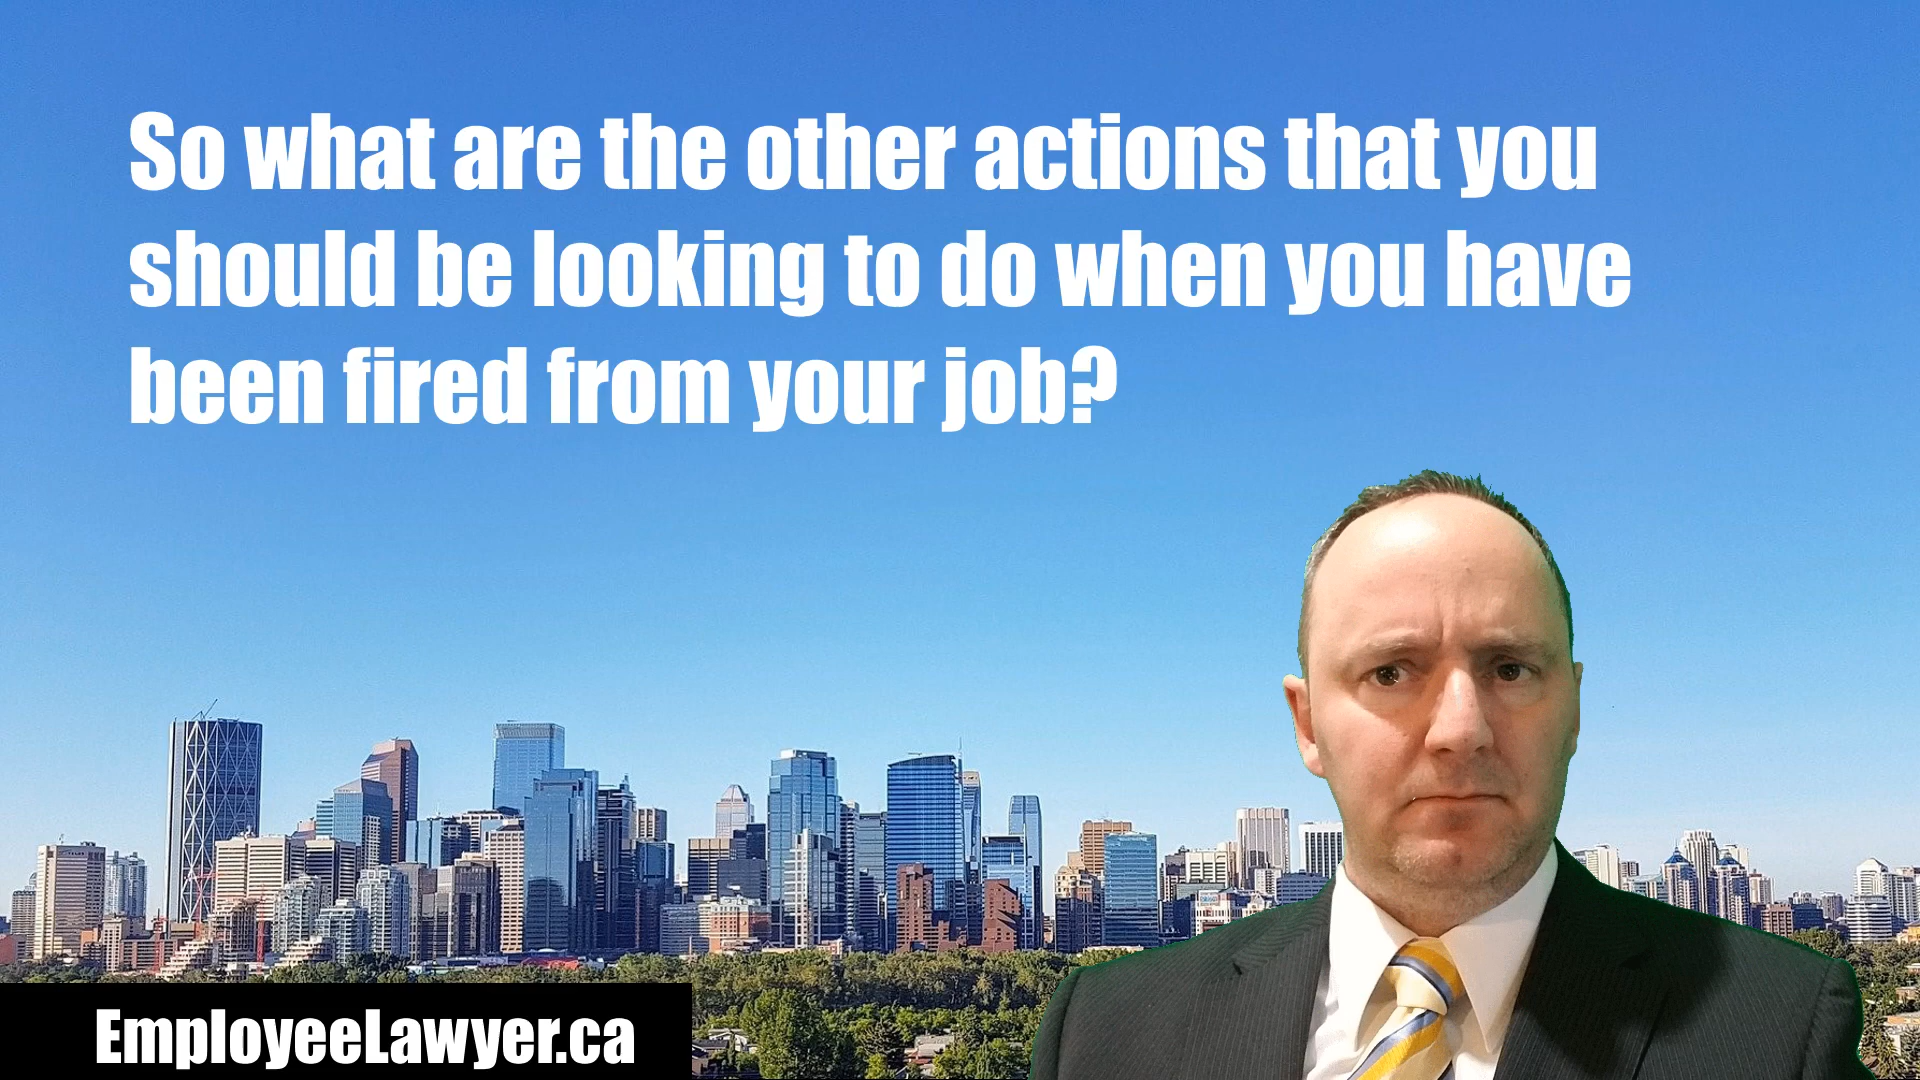 So what are the other actions that you
should be looking to do when you have
been fired from your job?
EmployeeLawyer.ca